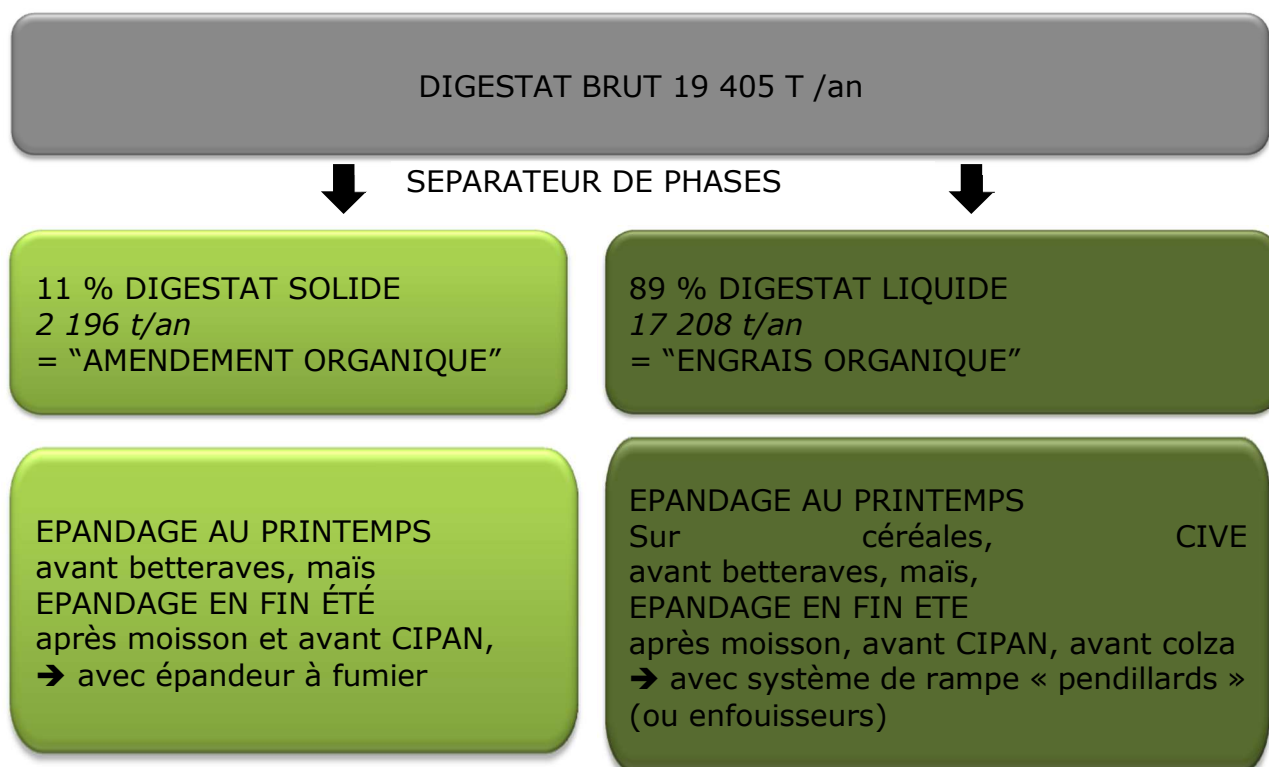 DIGESTAT BRUT 19 405 T /an
SEPARATEUR DE PHASES
11 % DIGESTAT SOLIDE
2 196 t/an
= “AMENDEMENT ORGANIQUE”
89 % DIGESTAT LIQUIDE
17 208 t/an
= “ENGRAIS ORGANIQUE”
EPANDAGE AU PRINTEMPS
avant betteraves, maïs
EPANDAGE EN FIN ÉTÉ
après moisson et avant CIPAN,
➔ avec épandeur à fumier
EPANDAGE AU PRINTEMPS
Sur céréales, CIVE
avant betteraves, maïs,
EPANDAGE EN FIN ETE
après moisson, avant CIPAN, avant colza
➔ avec système de rampe « pendillards »
(ou enfouisseurs)